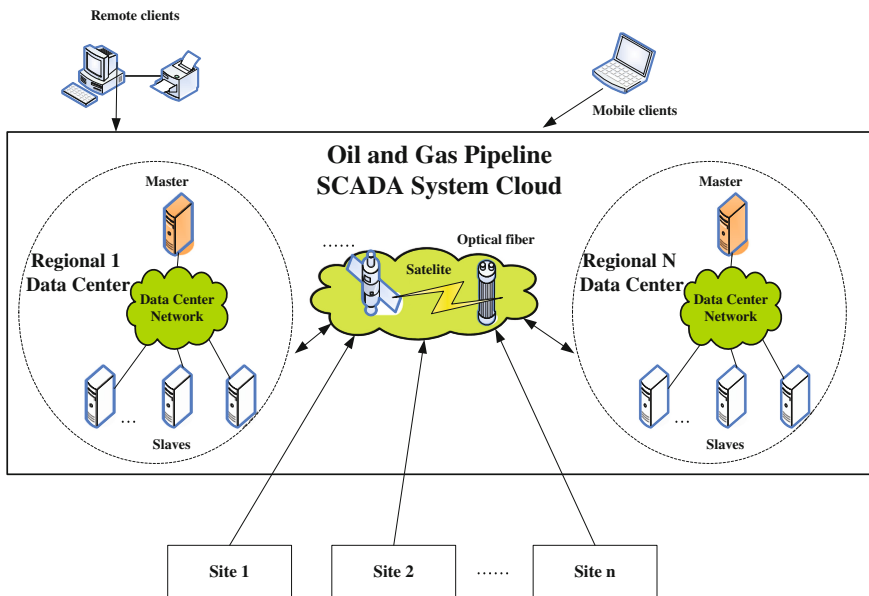 Remote clients
Mobile clients
Oil and Gas Pipeline
SCADA System Cloud
Master
Regional 1
Data Center
Data Center
Network
...
Slaves
......
Optical fiber
Satelite
Master
Regional N
Data Center
Data Center
Network
...
Slaves
Site 1
Site 2
......
Site n